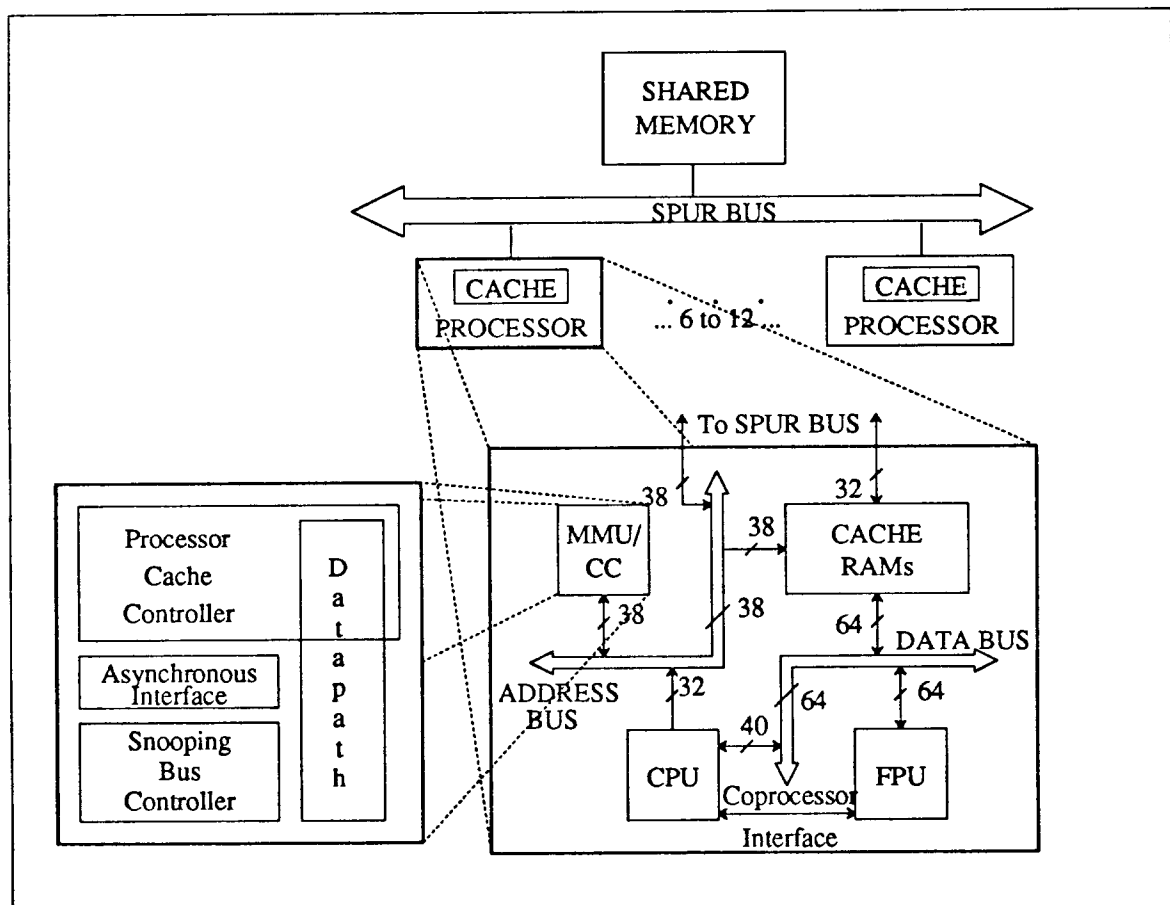 SHARED
MEMORY
SPUR BUS
CACHE
PROCESSOR
... 6 to 12 ...
CACHE
PROCESSOR
To SPUR BUS
38
32
MMU/
CC
38
CACHE
RAMs
38
38
64
DATA BUS
ADDRESS
BUS
32
64
64
40
CPU
FPU
Coprocessor
Interface
Processor
Cache
Controller
Asynchronous
Interface
Snooping
Bus
Controller
D
a
t
a
p
a
t
h